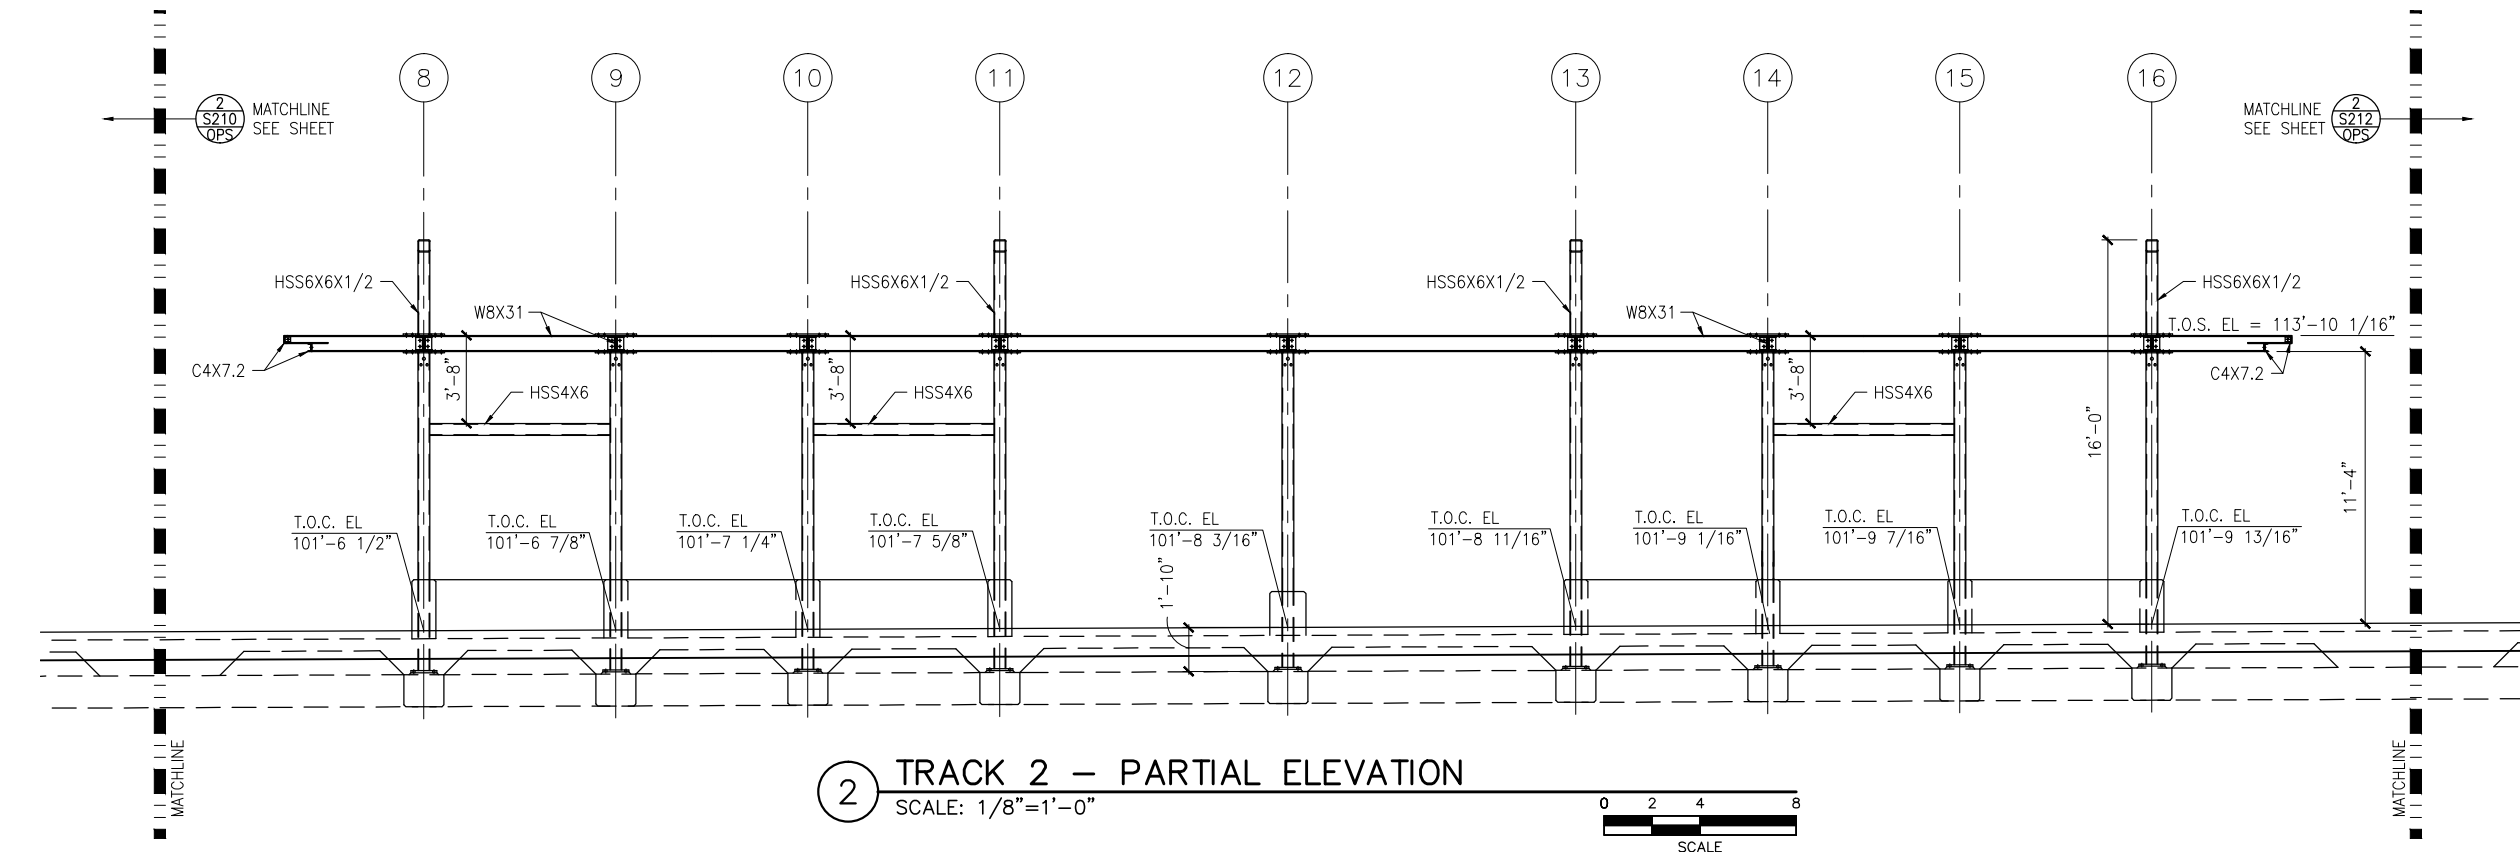 8
9
10
11
12
13
14
15
16
2
S210
OPS
MATCHLINE
SEE SHEET
MATCHLINE
SEE SHEET
2
S212
OPS
HSS6X6X1/2
HSS6X6X1/2
HSS6X6X1/2
HSS6X6X1/2
W8X31
W8X31
T.O.S. EL = 113'-10 1/16"
C4X7.2
C4X7.2
3'-8"
HSS4X6
3'-8"
HSS4X6
3'-8"
HSS4X6
16'-0"
11'-4"
T.O.C. EL
101'-6 1/2"
T.O.C. EL
101'-6 7/8"
T.O.C. EL
101'-7 1/4"
T.O.C. EL
101'-7 5/8"
T.O.C. EL
101'-8 3/16"
T.O.C. EL
101'-8 11/16"
T.O.C. EL
101'-9 1/16"
T.O.C. EL
101'-9 7/16"
T.O.C. EL
101'-9 13/16"
1'-10"
MATCHLINE
MATCHLINE
2
TRACK 2 - PARTIAL ELEVATION
SCALE: 1/8"=1'-0"
0 2 4 8
SCALE